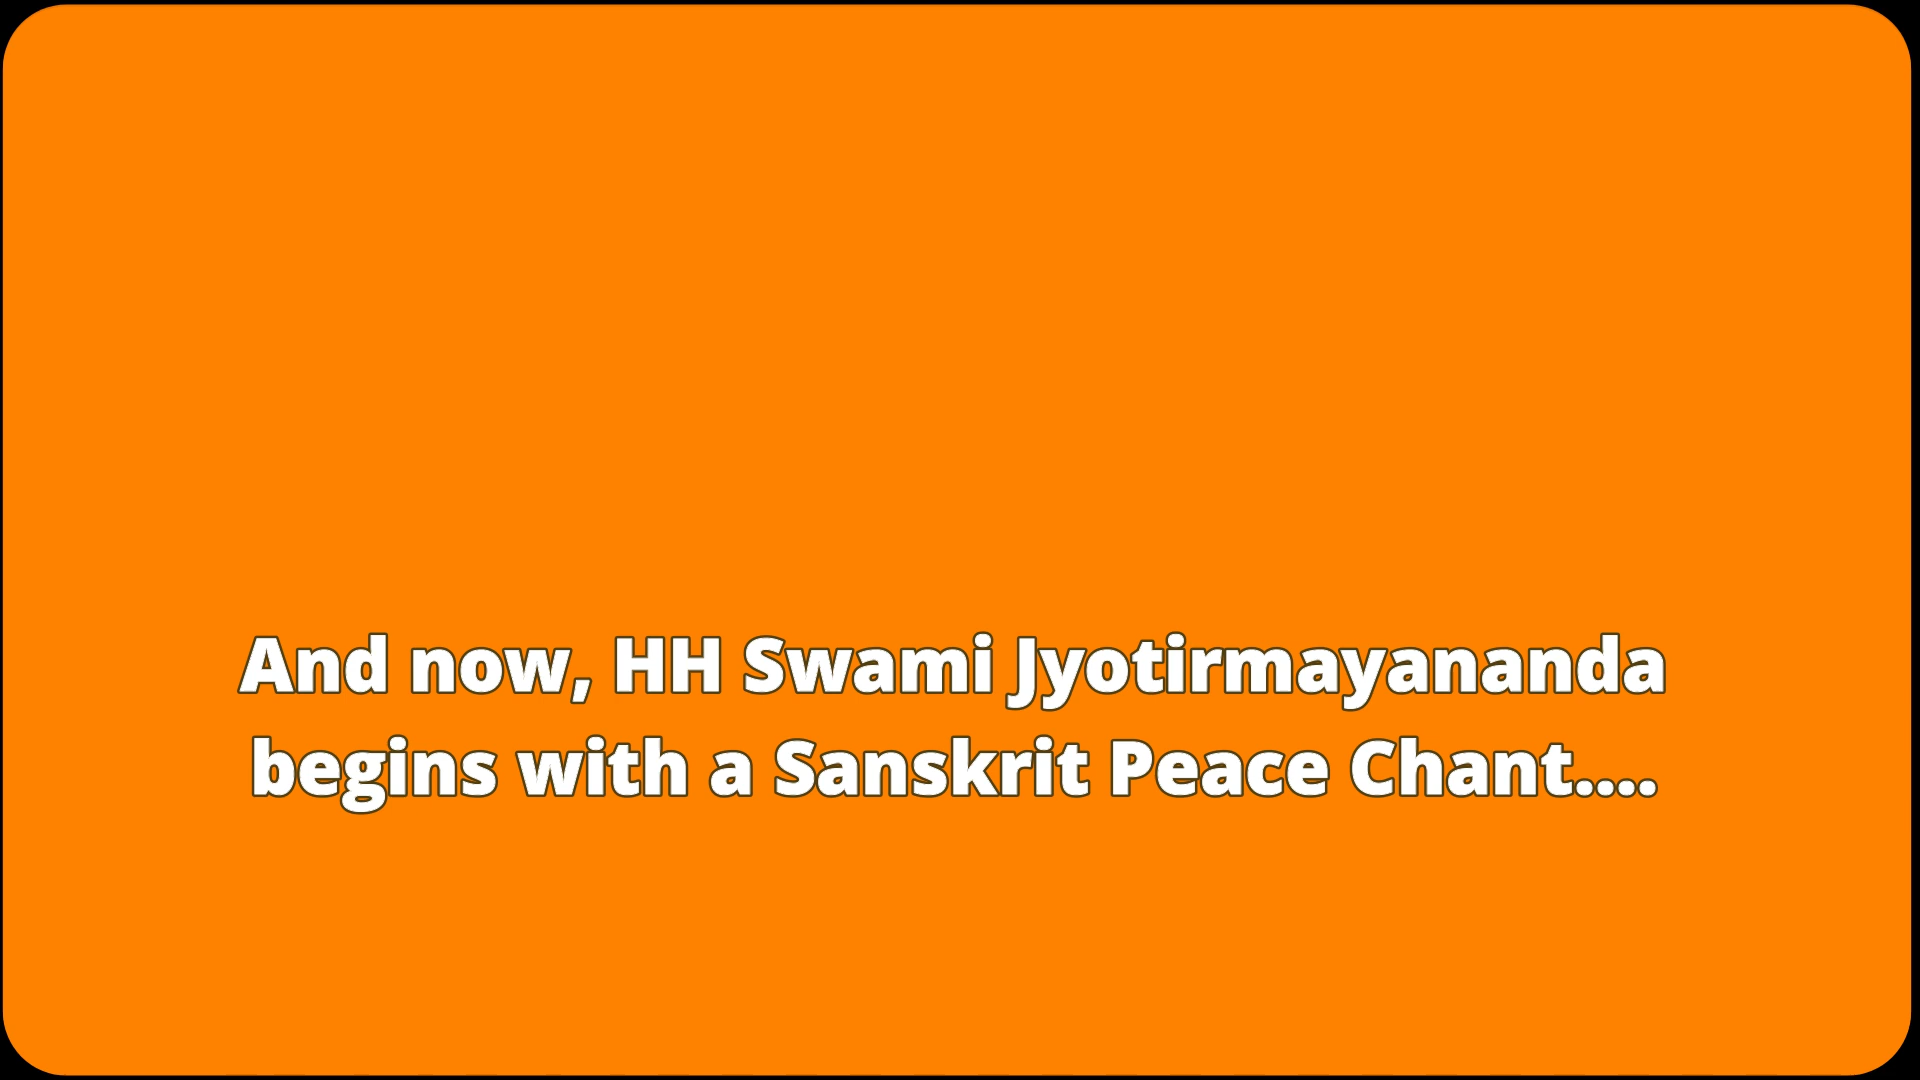 And now, HH Swami Jyotirmayananda
begins with a Sanskrit Peace Chant....